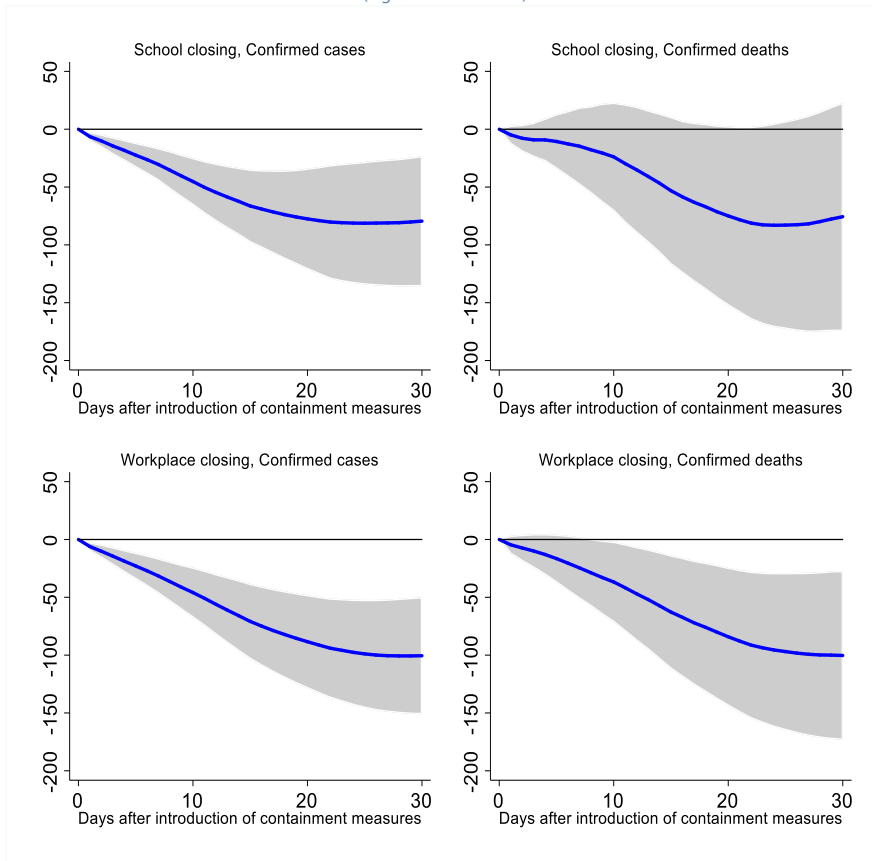 School closing, Confirmed cases
50
0
-50
-100
-150
-200
0 10 20 30
Days after introduction of containment measures
School closing, Confirmed deaths
50
0
-50
-100
-150
-200
0 10 20 30
Days after introduction of containment measures
Workplace closing, Confirmed cases
50
0
-50
-100
-150
-200
0 10 20 30
Days after introduction of containment measures
Workplace closing, Confirmed deaths
50
0
-50
-100
-150
-200
0 10 20 30
Days after introduction of containment measures